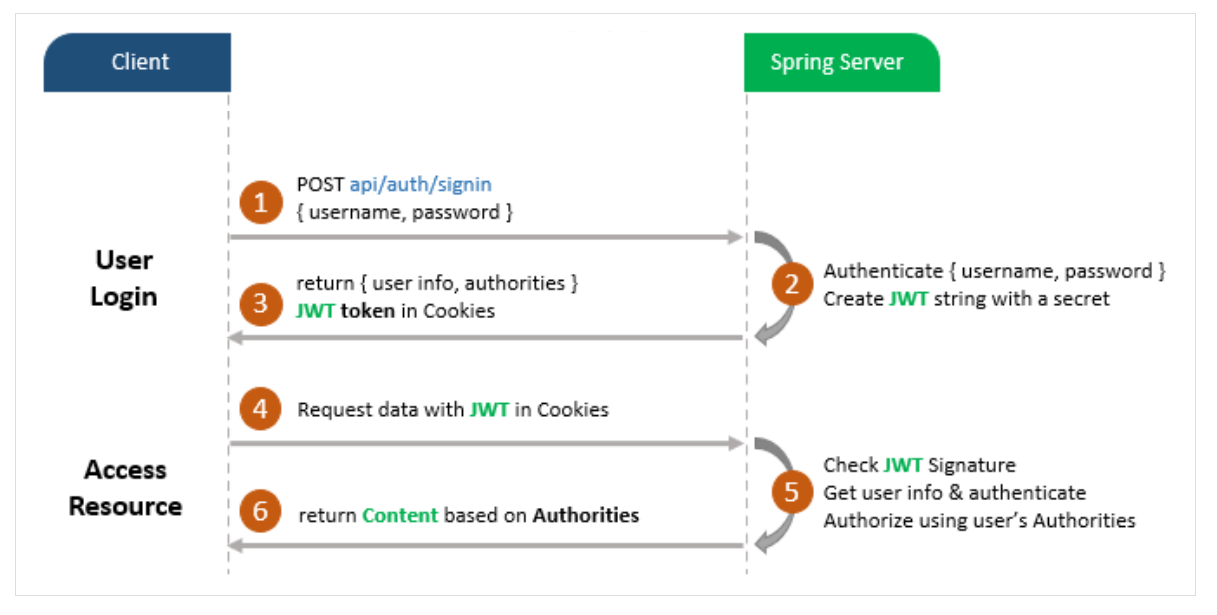 Client
Spring Server
User
Login
1
POST api/auth/signin
{ username, password }
2
Authenticate { username, password }
Create JWT string with a secret
3
return { user info, authorities }
JWT token in Cookies
Access
Resource
4
Request data with JWT in Cookies
5
Check JWT Signature
Get user info & authenticate
Authorize using user’s Authorities
6
return Content based on Authorities